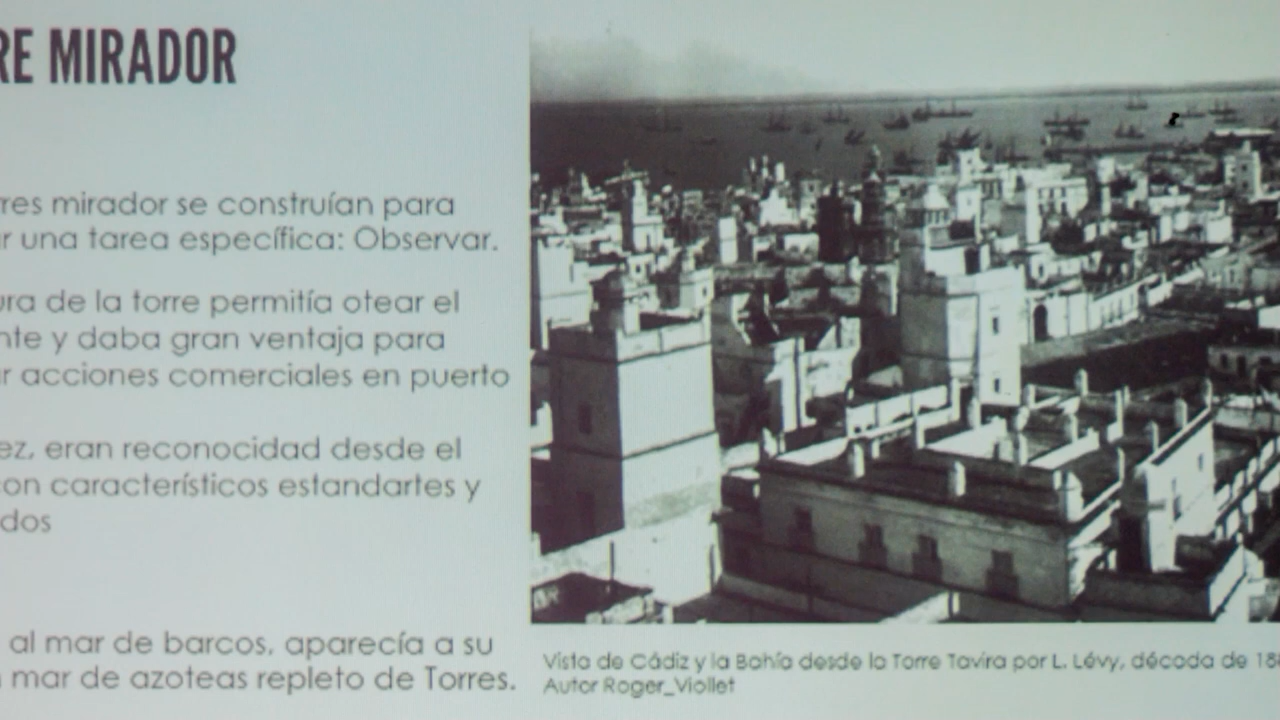 RE MIRADOR
rres mirador se construían para
ar una tarea específica: Observar.
ura de la torre permitía otear el
nte y daba gran ventaja para
ar acciones comerciales en puerto
ez, eran reconocidad desde el
con característicos estandartes y
dos
al mar de barcos, aparecía a su
mar de azoteas repleto de Torres.
Vista de Cádiz y la Bahía desde la Torre Tavira por L. Lévy, década de 18
Autor Roger_Viollet